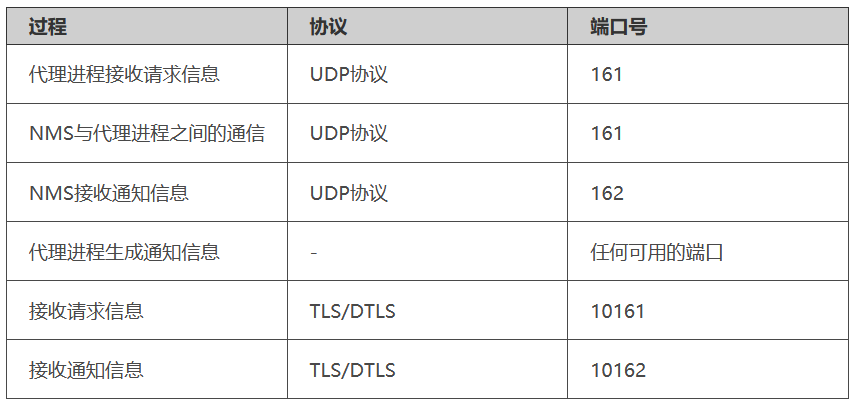 过程 协议 端口号
代理进程接收请求信息 UDP协议 161
NMS与代理进程之间的通信 UDP协议 161
NMS接收通知信息 UDP协议 162
代理进程生成通知信息 - 任何可用的端口
接收请求信息 TLS/DTLS 10161
接收通知信息 TLS/DTLS 10162